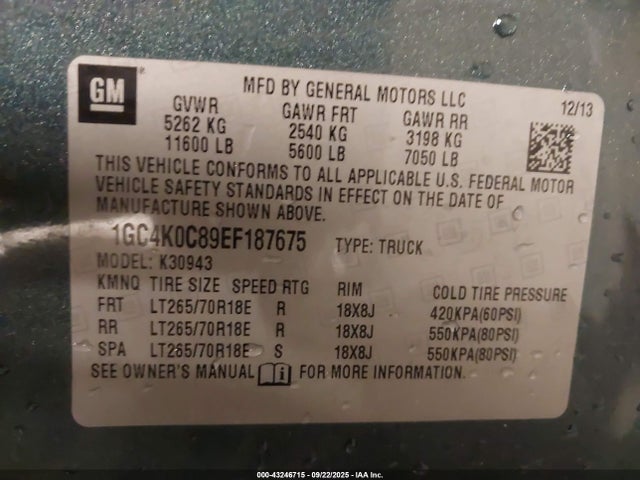 GM
MFD BY GENERAL MOTORS LLC
GVWR GAWR FRT GAWR RR 12/13
5262 KG 2540 KG 3198 KG
11600 LB 5600 LB 7050 LB
THIS VEHICLE CONFORMS TO ALL APPLICABLE U.S. FEDERAL MOTOR
VEHICLE SAFETY STANDARDS IN EFFECT ON THE DATE OF
MANUFACTURE SHOWN ABOVE.
1GC4K0C89EF187675 TYPE: TRUCK
MODEL: K30943
KMNQ TIRE SIZE SPEED RTG RIM COLD TIRE PRESSURE
FRT LT265/70R18E R 18X8J 420KPA(60PSI)
RR LT265/70R18E R 18X8J 550KPA(80PSI)
SPA LT265/70R18E S 18X8J 550KPA(80PSI)
SEE OWNER'S MANUAL FOR MORE INFORMATION.
000-43246715 - 09/22/2025 - IAA Inc.